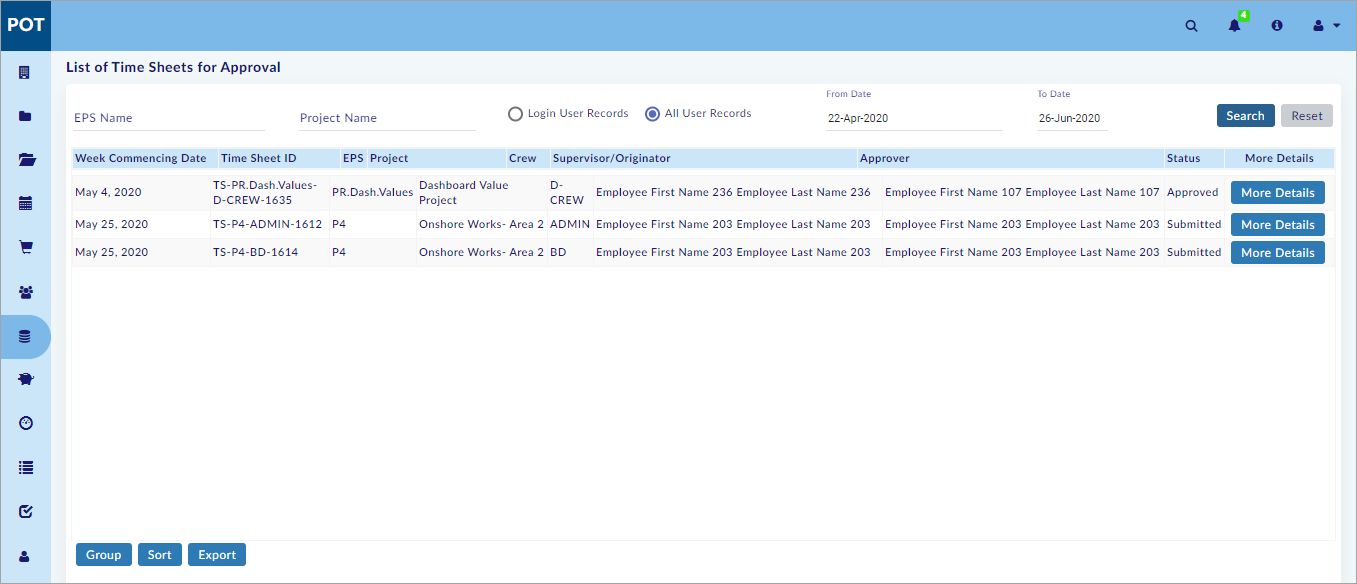 POT
4
List of Time Sheets for Approval
From Date
To Date
EPS Name
Project Name
Login User Records
All User Records
22-Apr-2020
26-Jun-2020
Search
Reset
Week Commencing Date Time Sheet ID EPS Project Crew Supervisor/Originator Approver Status More Details
May 4, 2020 TS-PR.Dash.Values- PR.Dash.Values Dashboard Value D- Employee First Name 236 Employee Last Name 236 Employee First Name 107 Employee Last Name 107 Approved More Details
D-CREW-1635 Project CREW
May 25, 2020 TS-P4-ADMIN-1612 P4 Onshore Works- Area 2 ADMIN Employee First Name 203 Employee Last Name 203 Employee First Name 203 Employee Last Name 203 Submitted More Details
May 25, 2020 TS-P4-BD-1614 P4 Onshore Works- Area 2 BD Employee First Name 203 Employee Last Name 203 Employee First Name 203 Employee Last Name 203 Submitted More Details
Group Sort Export